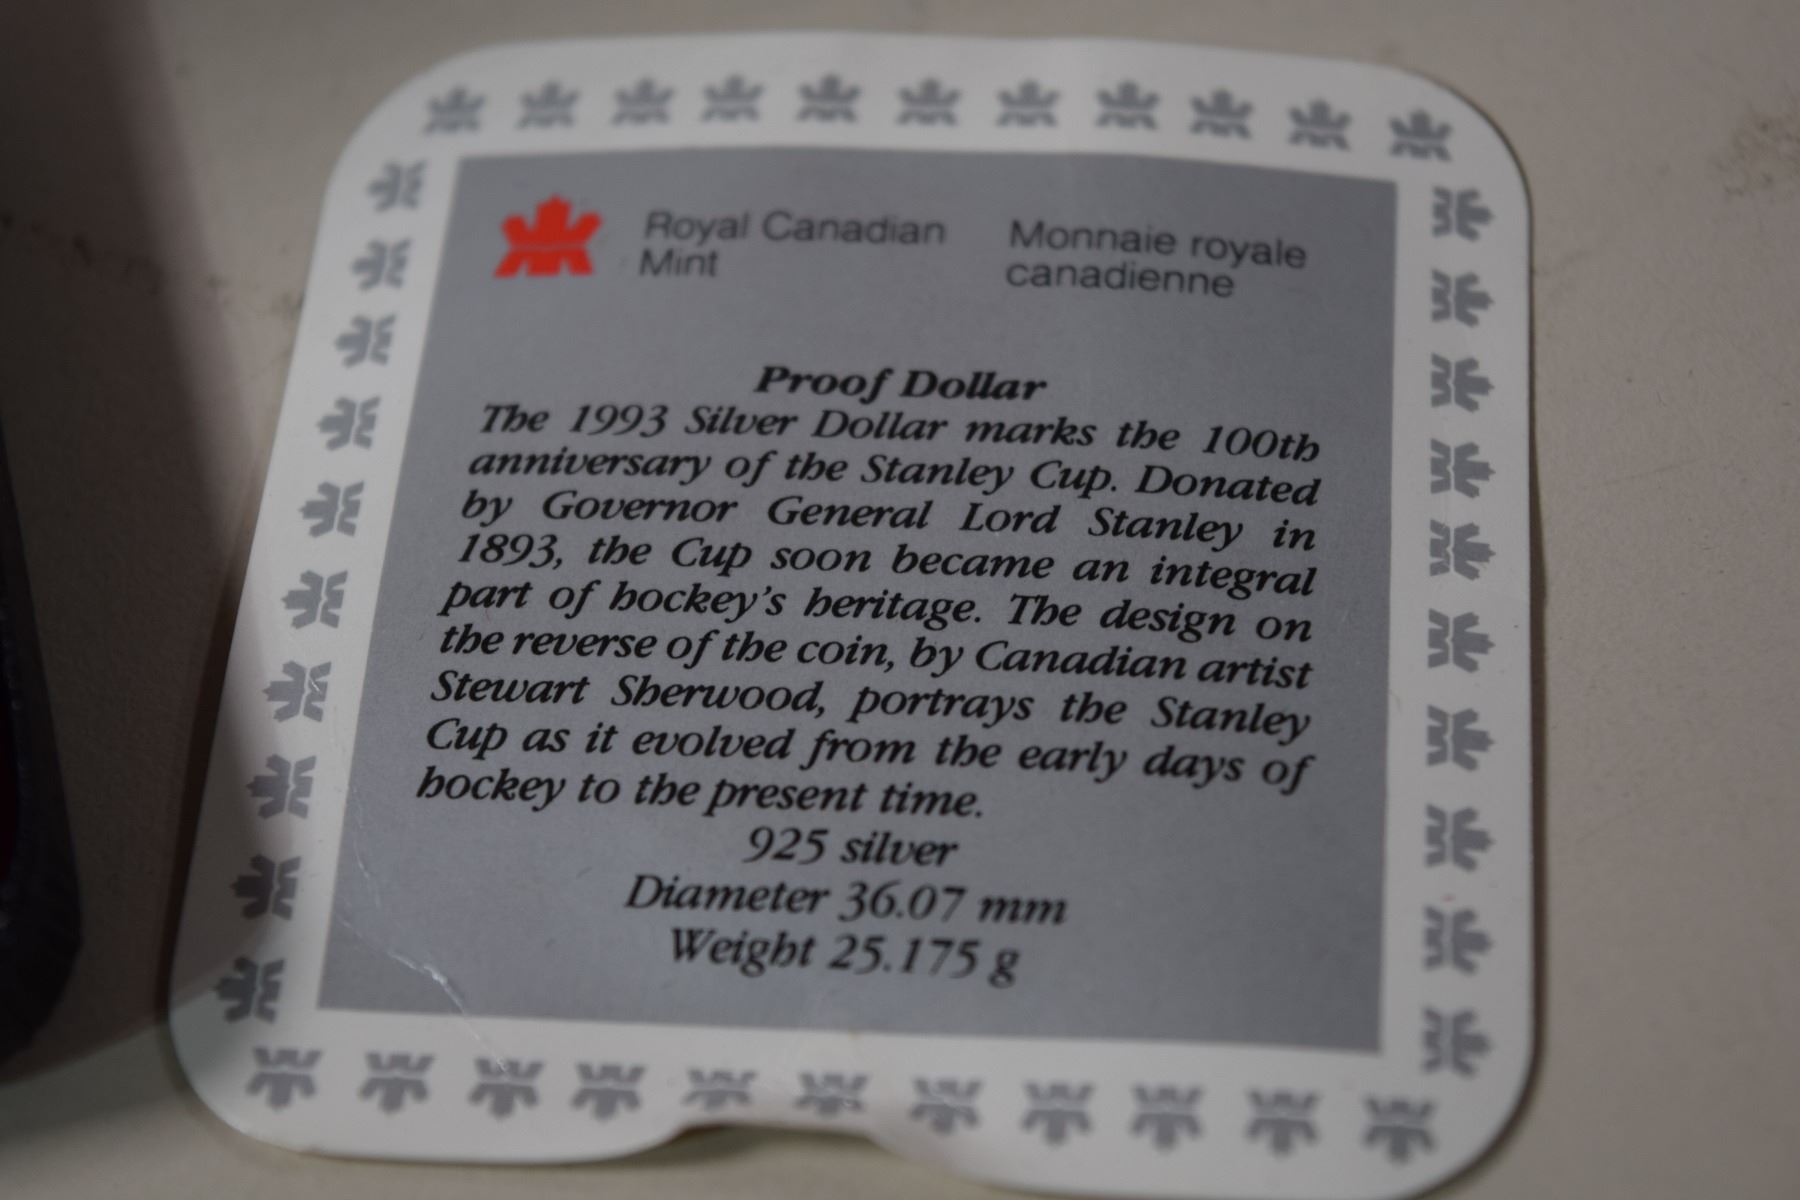 Royal Canadian Mint
Monnaie royale canadienne
Proof Dollar
The 1993 Silver Dollar marks the 100th
anniversary of the Stanley Cup. Donated
by Governor General Lord Stanley in
1893, the Cup soon became an integral
part of hockey's heritage. The design on
the reverse of the coin, by Canadian artist
Stewart Sherwood, portrays the Stanley
Cup as it evolved from the early days of
hockey to the present time.
925 silver
Diameter 36.07 mm
Weight 25.175 g